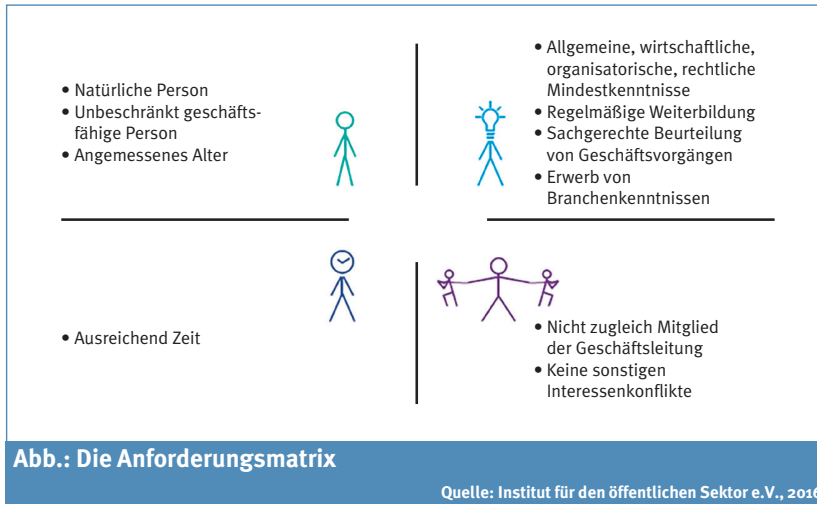 • Natürliche Person
• Unbeschränkt geschäfts-
fähige Person
• Angemessenes Alter
• Allgemeine, wirtschaftliche,
organisatorische, rechtliche
Mindestkenntnisse
• Regelmäßige Weiterbildung
• Sachgerechte Beurteilung
von Geschäftsvorgängen
• Erwerb von
Branchenkenntnissen
• Ausreichend Zeit
• Nicht zugleich Mitglied
der Geschäftsleitung
• Keine sonstigen
Interessenkonflikte
Abb.: Die Anforderungsmatrix
Quelle: Institut für den öffentlichen Sektor e.V., 2016